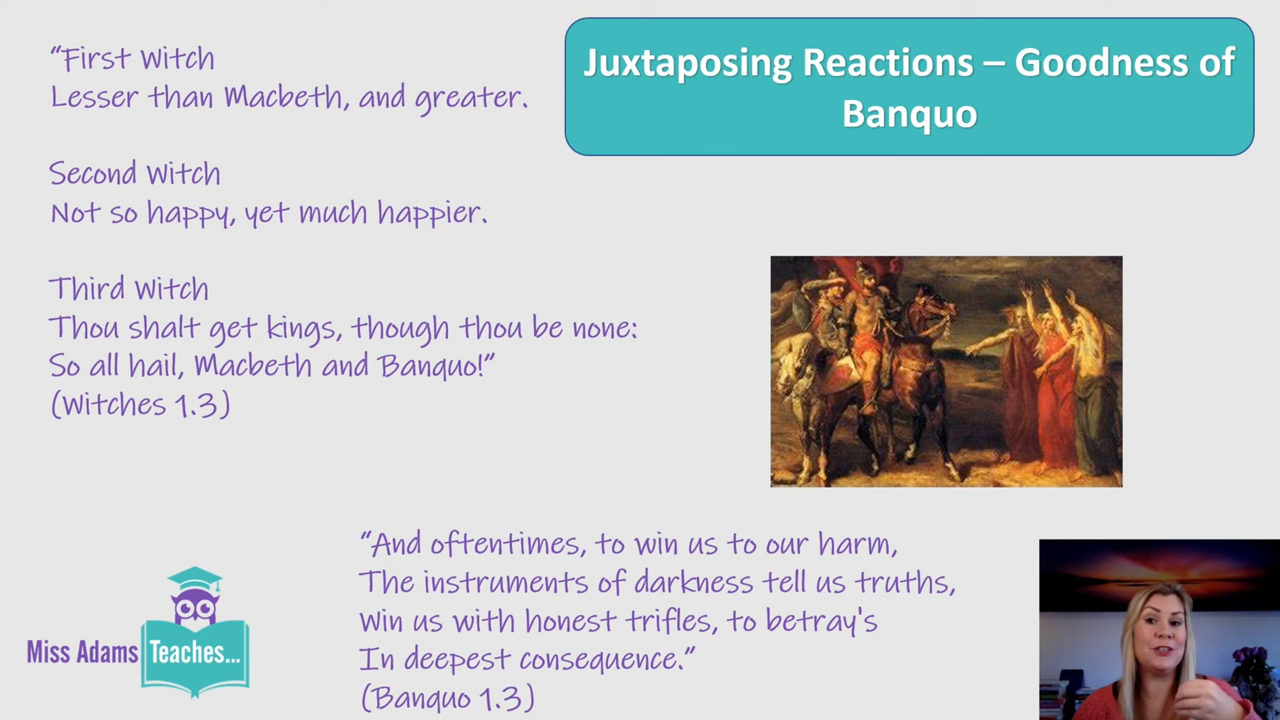 Juxtaposing Reactions – Goodness of
Banquo
“First Witch
Lesser than Macbeth, and greater.
Second Witch
Not so happy, yet much happier.
Third Witch
Thou shalt get kings, though thou be none:
So all hail, Macbeth and Banquo!”
(Witches 1.3)
“And oftentimes, to win us to our harm,
The instruments of darkness tell us truths,
Win us with honest trifles, to betray's
In deepest consequence.”
(Banquo 1.3)
Miss Adams Teaches...